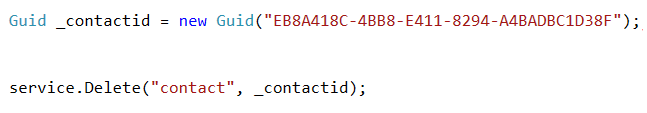 Guid _contactid = new Guid("EB8A418C-4BB8-E411-8294-A4BADBC1D38F");
service.Delete("contact", _contactid);